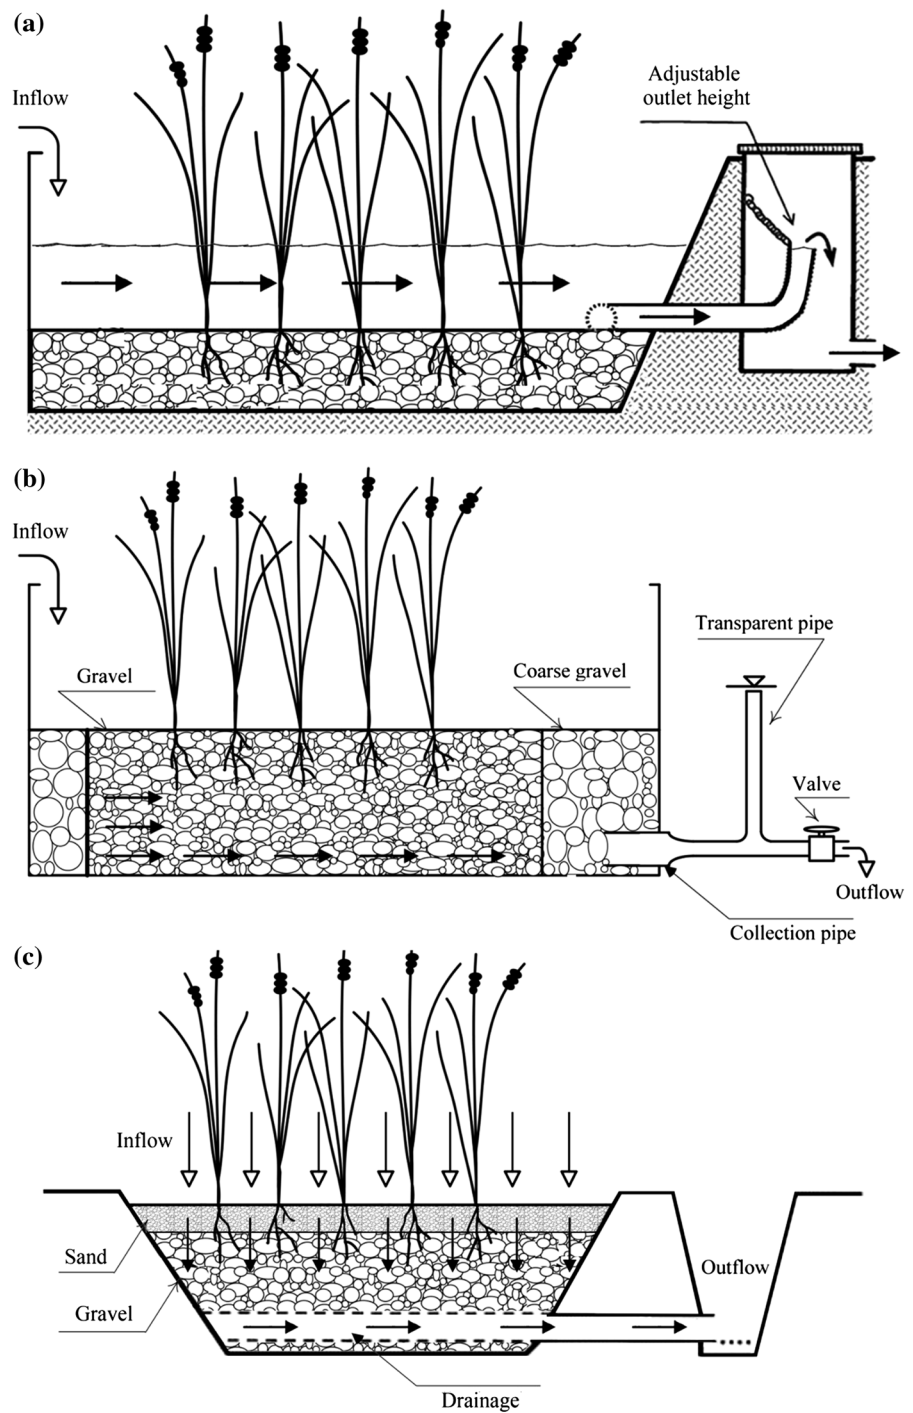 (a)
Inflow
Adjustable
outlet height
(b)
Inflow
Gravel
Coarse gravel
Transparent pipe
Valve
Outflow
Collection pipe
(c)
Inflow
Sand
Gravel
Outflow
Drainage